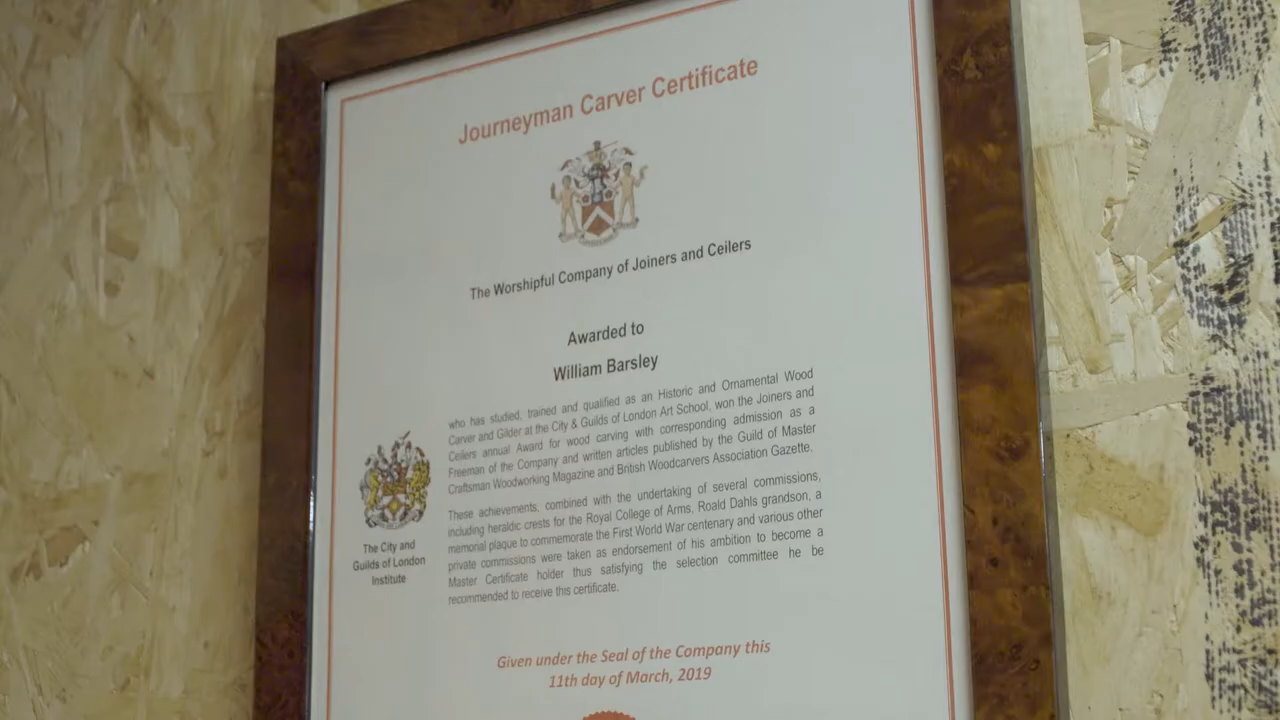 Journeyman Carver Certificate
The Worshipful Company of Joiners and Ceilers
Awarded to
William Barsley
who has studied, trained and qualified as an Historic and Ornamental Wood
Carver and Gilder at the City & Guilds of London Art School, won the Joiners and
Ceilers annual Award for wood carving with corresponding admission as a
Freeman of the Company and written articles published by the Guild of Master
Craftsman Woodworking Magazine and British Woodcarvers Association Gazette.
These achievements, combined with the undertaking of several commissions,
including heraldic crests for the Royal College of Arms, Roald Dahls grandson, a
memorial plaque to commemorate the First World War centenary and various other
private commissions were taken as endorsement of his ambition to become a
Master Certificate holder thus satisfying the selection committee he be
recommended to receive this certificate.
The City and
Guilds of London
Institute
Given under the Seal of the Company this
11th day of March, 2019